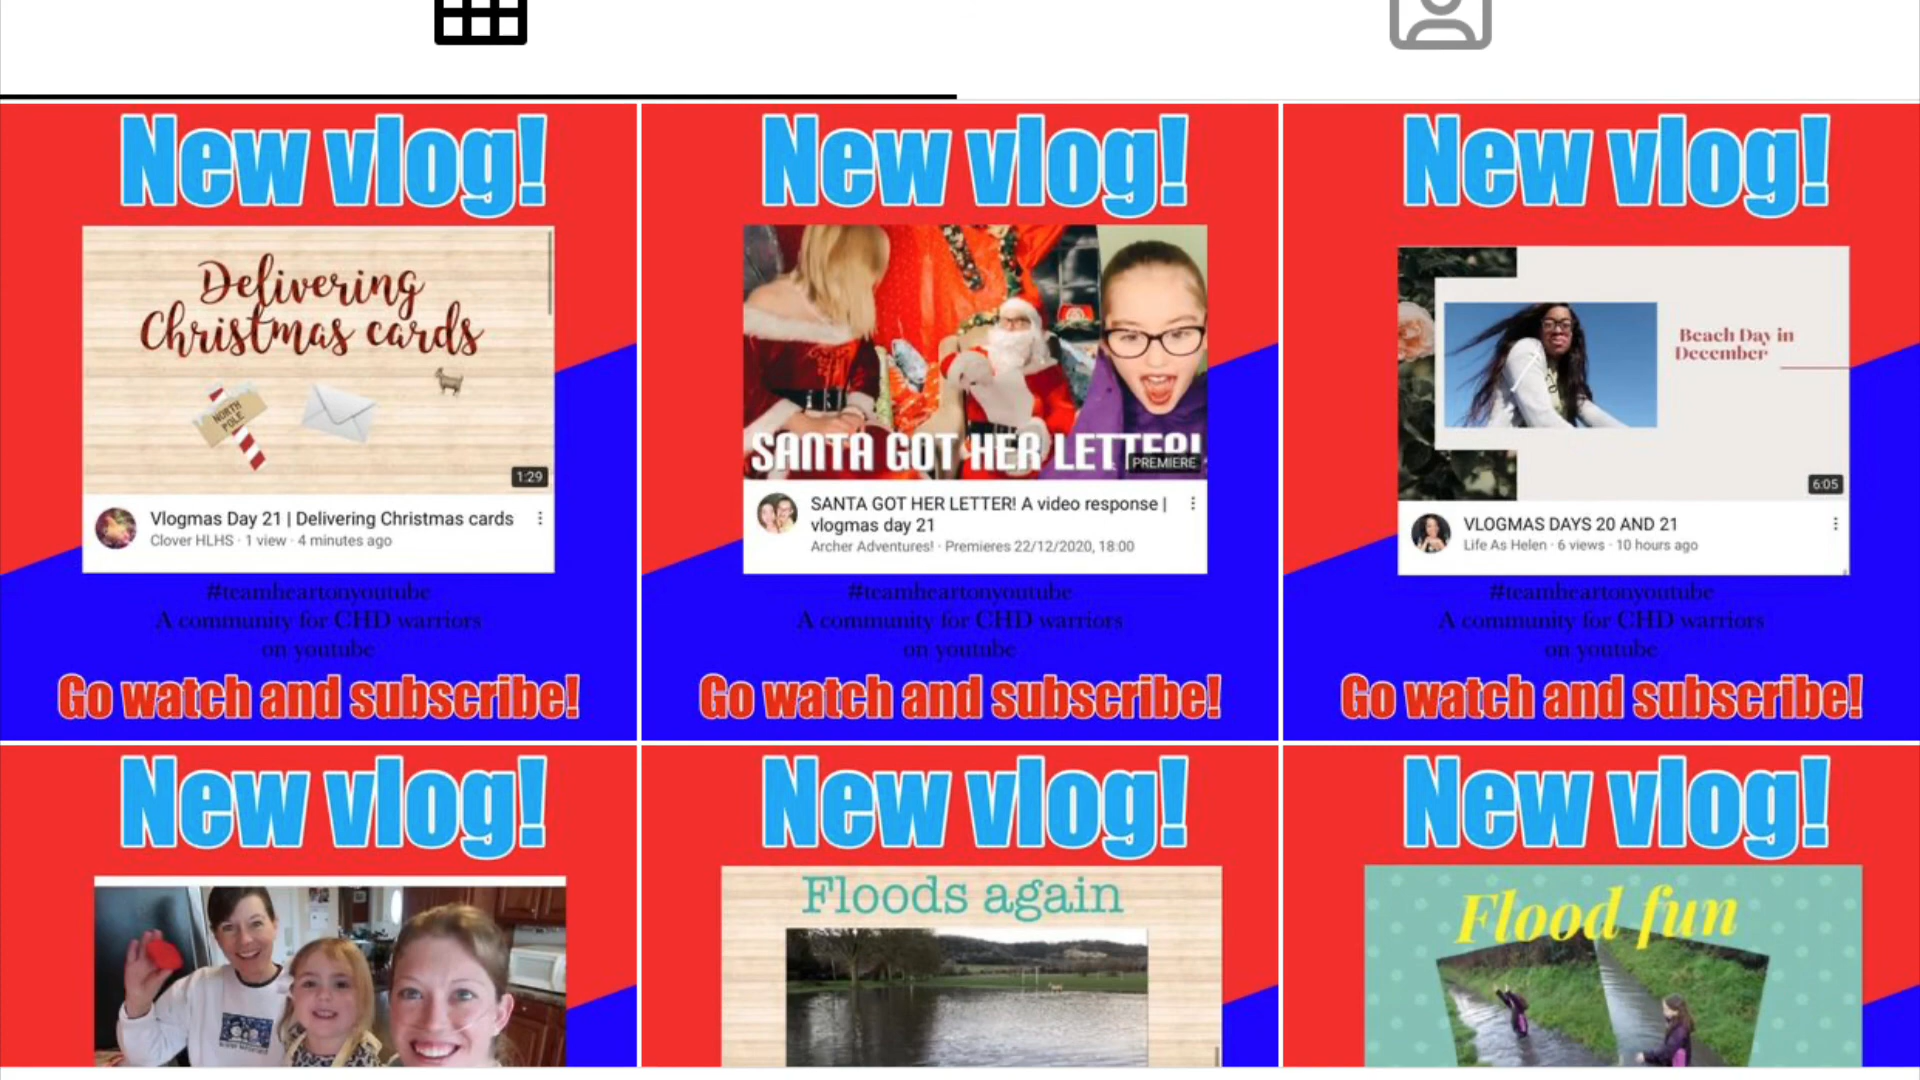 New vlog!
Delivering
Christmas cards
NORTH
POLE
1:29
Vlogmas Day 21 | Delivering Christmas cards
Clover HLHS · 1 view · 4 minutes ago
#teamheartonyoutube
A community for CHD warriors
on youtube
Go watch and subscribe!
New vlog!
SANTA GOT HER LETTER!
PREMIERE
SANTA GOT HER LETTER! A video response |
vlogmas day 21
Archer Adventures! · Premieres 22/12/2020, 18:00
#teamheartonyoutube
A community for CHD warriors
on youtube
Go watch and subscribe!
New vlog!
Beach Day in
December
6:05
VLOGMAS DAYS 20 AND 21
Life As Helen · 6 views · 10 hours ago
#teamheartonyoutube
A community for CHD warriors
on youtube
Go watch and subscribe!
New vlog!
New vlog!
Floods again
New vlog!
Flood fun